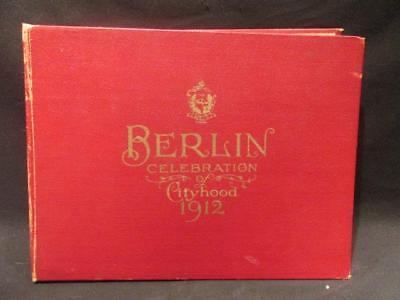 BERLIN
CELEBRATION
of
Cityhood
1912